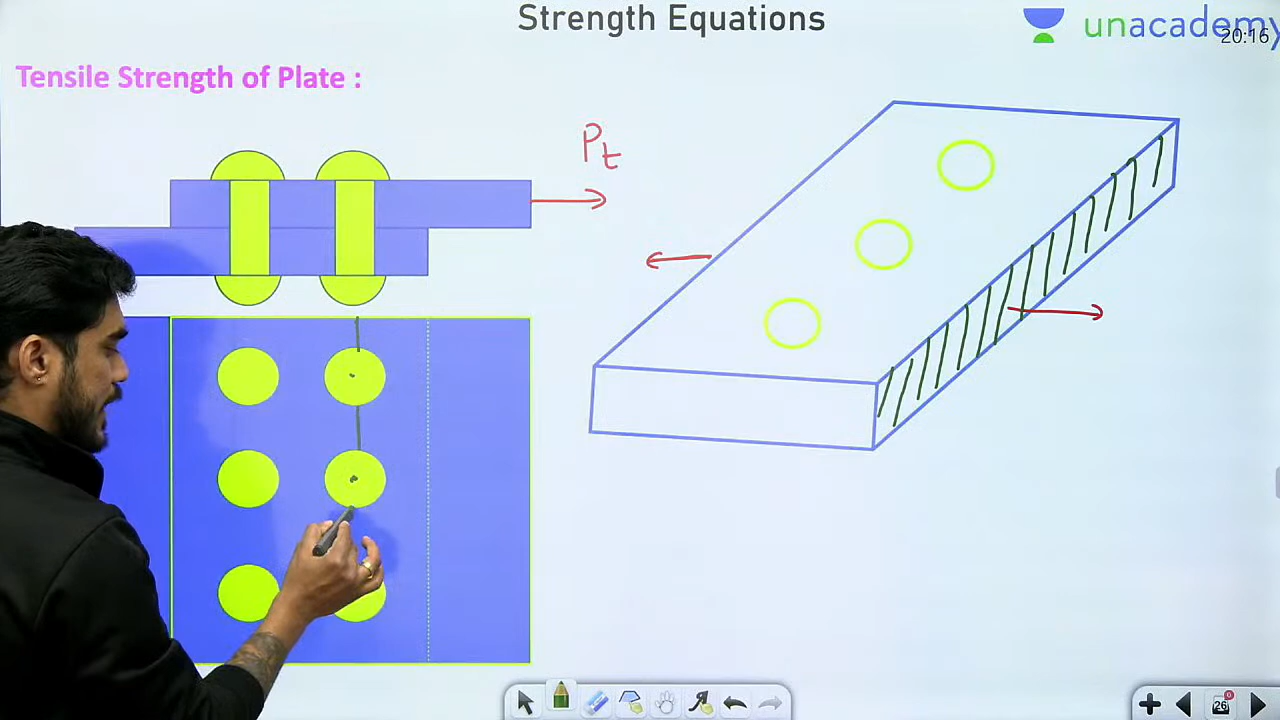 Strength Equations
unacademy
20:16
Tensile Strength of Plate :
Pt
26